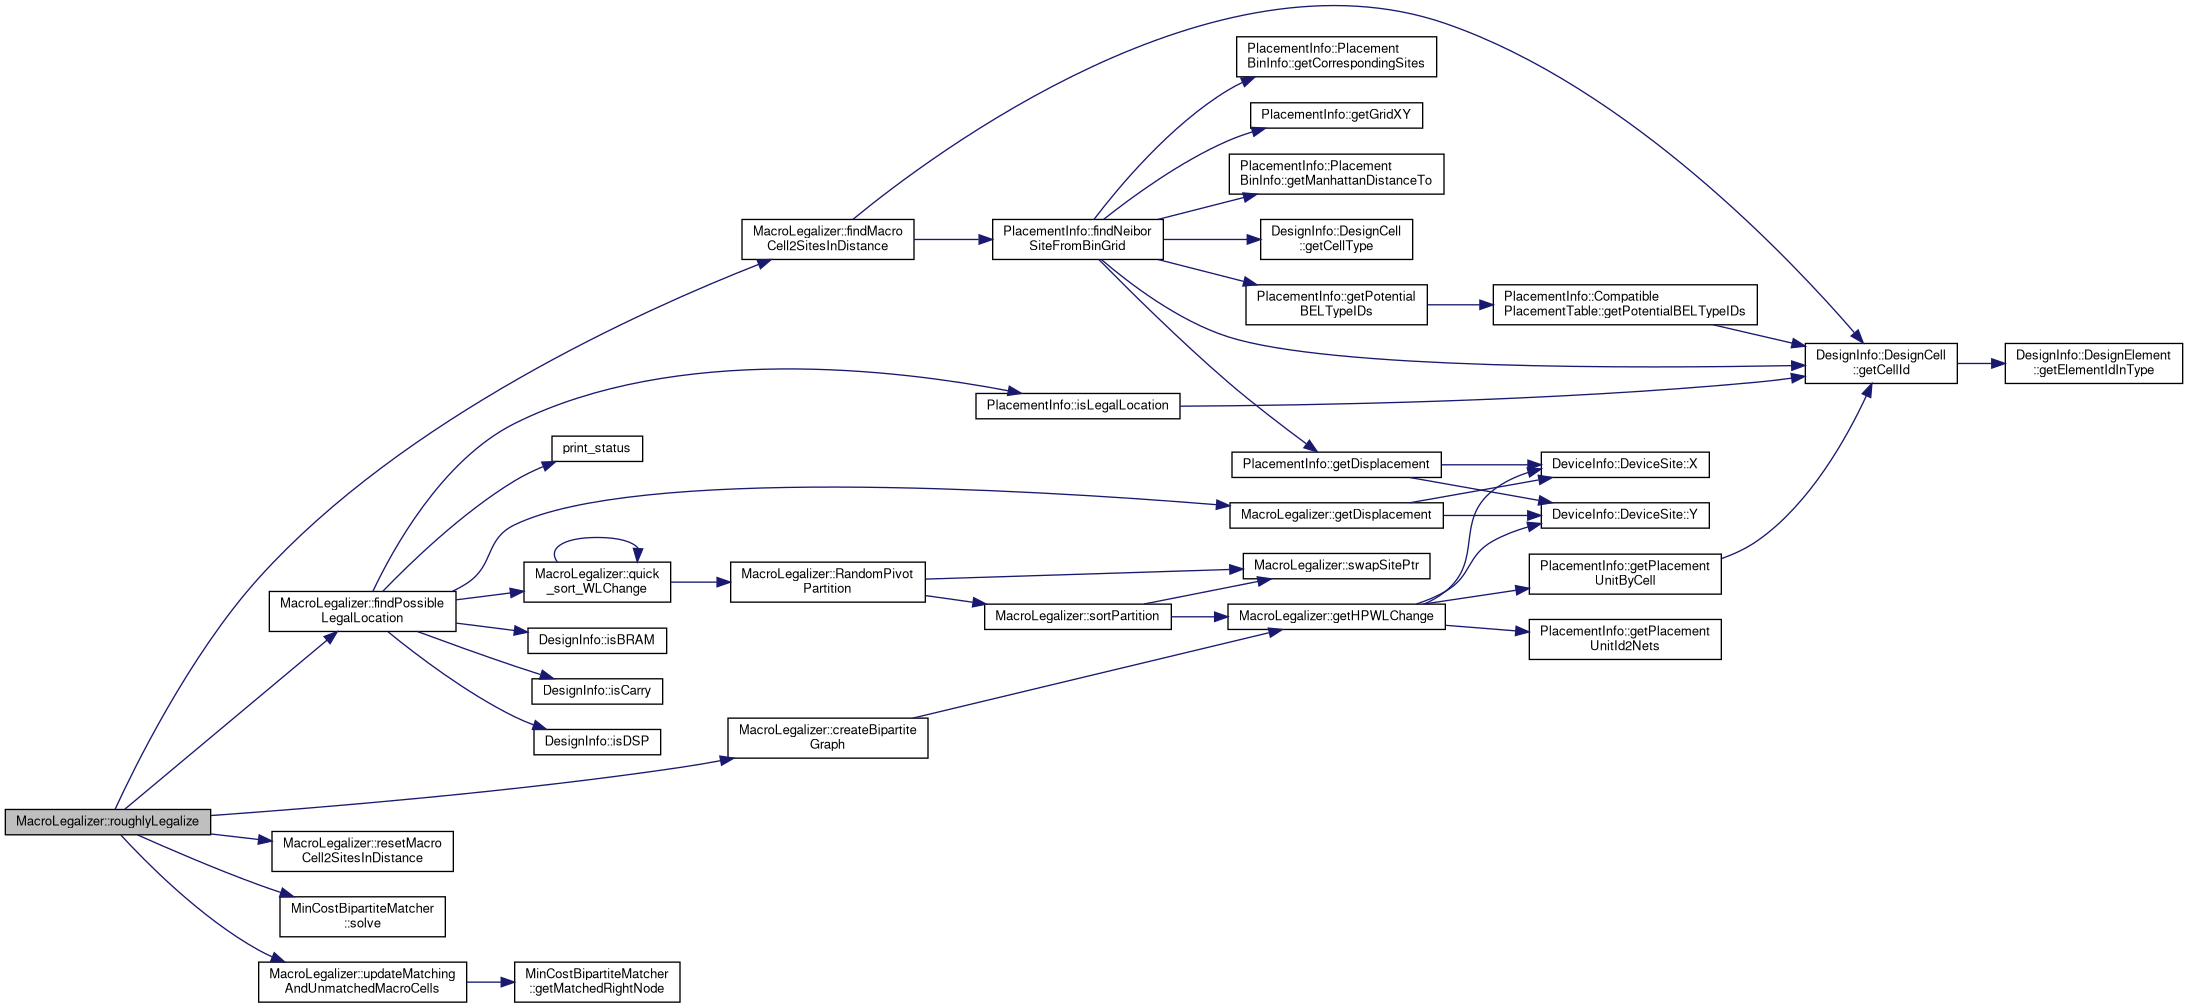 PlacementInfo::Placement
BinInfo::getCorrespondingSites
PlacementInfo::getGridXY
PlacementInfo::Placement
BinInfo::getManhattanDistanceTo
MacroLegalizer::findMacro
Cell2SitesInDistance
PlacementInfo::findNeibor
SiteFromBinGrid
DesignInfo::DesignCell
::getCellType
PlacementInfo::getPotential
BELTypeIDs
PlacementInfo::Compatible
PlacementTable::getPotentialBELTypeIDs
DesignInfo::DesignCell
::getCellId
DesignInfo::DesignElement
::getElementIdInType
PlacementInfo::isLegalLocation
print_status
PlacementInfo::getDisplacement
DeviceInfo::DeviceSite::X
MacroLegalizer::getDisplacement
DeviceInfo::DeviceSite::Y
MacroLegalizer::quick
_sort_WLChange
MacroLegalizer::RandomPivot
Partition
MacroLegalizer::swapSitePtr
PlacementInfo::getPlacement
UnitByCell
MacroLegalizer::findPossible
LegalLocation
MacroLegalizer::sortPartition
MacroLegalizer::getHPWLChange
DesignInfo::isBRAM
PlacementInfo::getPlacement
UnitId2Nets
DesignInfo::isCarry
DesignInfo::isDSP
MacroLegalizer::createBipartite
Graph
MacroLegalizer::roughlyLegalize
MacroLegalizer::resetMacro
Cell2SitesInDistance
MinCostBipartiteMatcher
::solve
MacroLegalizer::updateMatching
AndUnmatchedMacroCells
MinCostBipartiteMatcher
::getMatchedRightNode